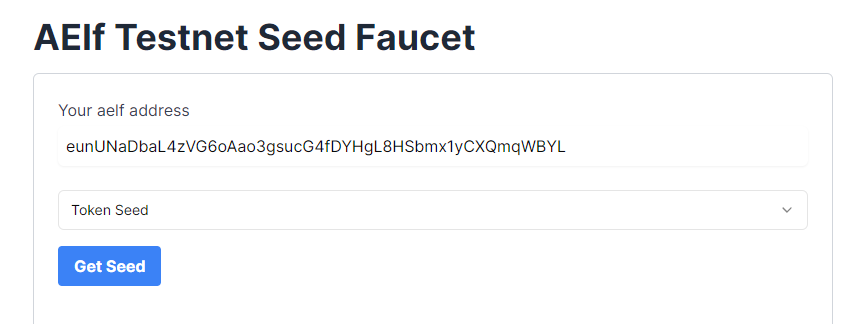 AElf Testnet Seed Faucet
Your aelf address
eunUNaDbaL4zVG6oAao3gsucG4fDYHgL8HSbmx1yCXQmqWBYL
Token Seed
Get Seed